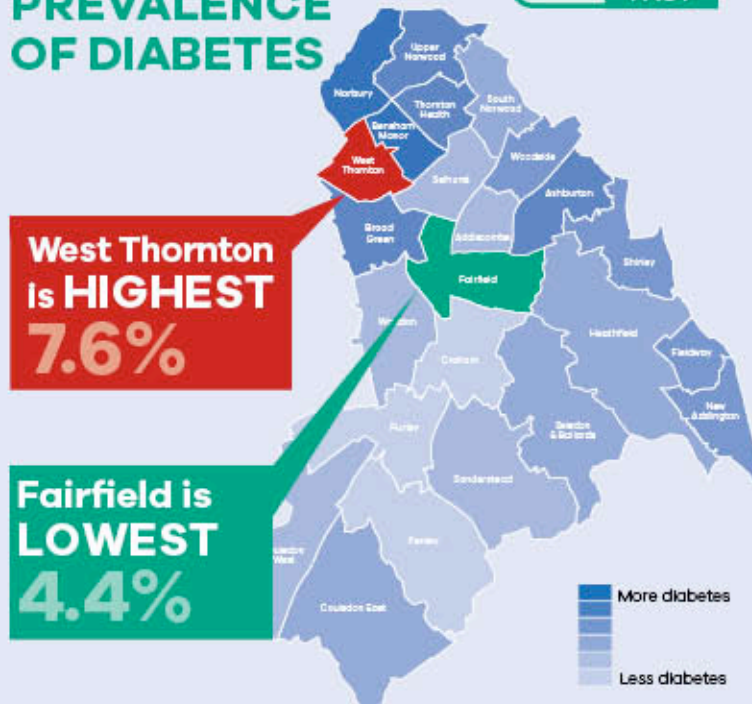 PREVALENCE
OF DIABETES
Norbury
Upper
Norwood
Thornton
Heath
South
Norwood
Bensham
Manor
West
Thornton
Selhurst
Woodside
Ashburton
Broad
Green
Addiscombe
Shirley
Fairfield
Waddon
Heathfield
Fieldway
Croham
New
Addington
Purley
Selsdon
& Ballards
Sanderstead
Kenley
West
Coulsdon East
West Thornton
is HIGHEST
7.6%
Fairfield is
LOWEST
4.4%
More diabetes
Less diabetes